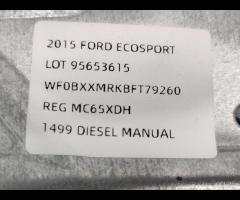 2015 FORD ECOSPORT
LOT 95653615
WF0BXXMRKBFT79260
REG MC65XDH
1499 DIESEL MANUAL